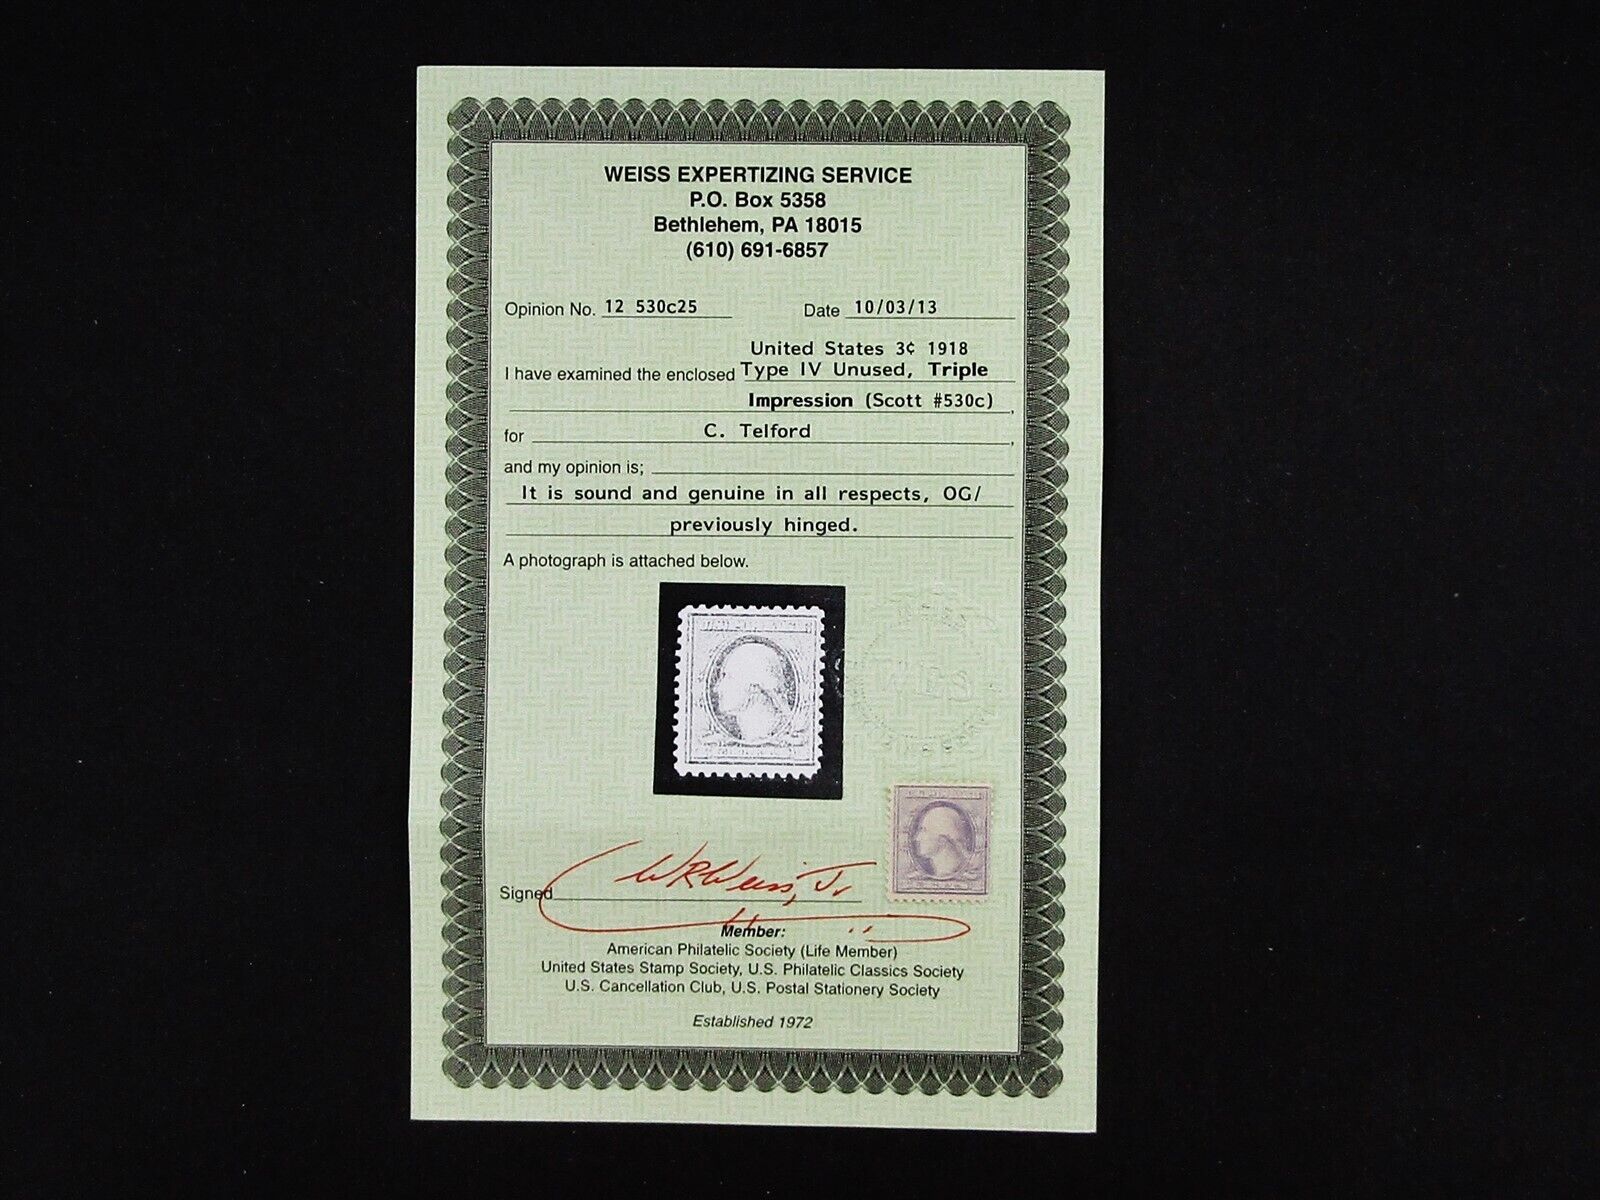 WEISS EXPERTIZING SERVICE
P.O. Box 5358
Bethlehem, PA 18015
(610) 691-6857
Opinion No. 12 530c25 Date 10/03/13
United States 3¢ 1918
I have examined the enclosed Type IV Unused, Triple
Impression (Scott #530c),
for C. Telford,
and my opinion is;
It is sound and genuine in all respects, OG/
previously hinged.
A photograph is attached below.
WES
Signed W R Weiss, Jr.
Member:
American Philatelic Society (Life Member)
United States Stamp Society, U.S. Philatelic Classics Society
U.S. Cancellation Club, U.S. Postal Stationery Society
Established 1972